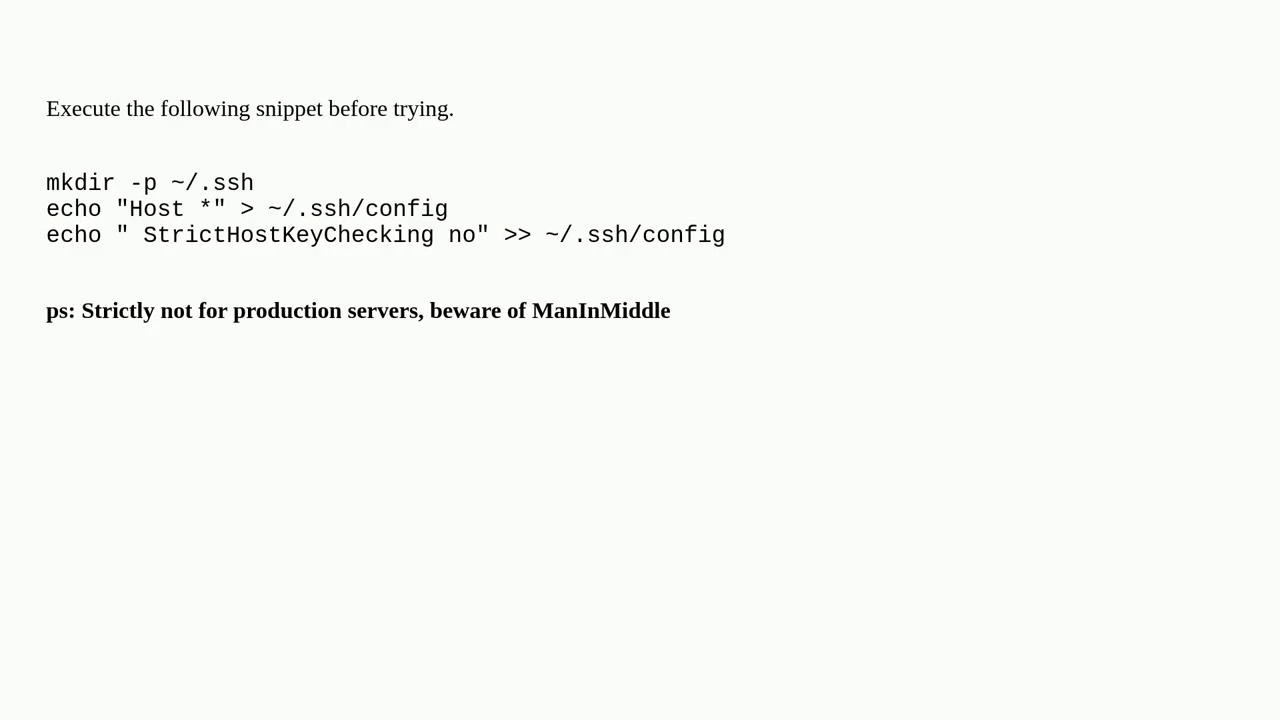 Execute the following snippet before trying.
mkdir -p ~/.ssh
echo "Host *" > ~/.ssh/config
echo " StrictHostKeyChecking no" >> ~/.ssh/config
ps: Strictly not for production servers, beware of ManInMiddle